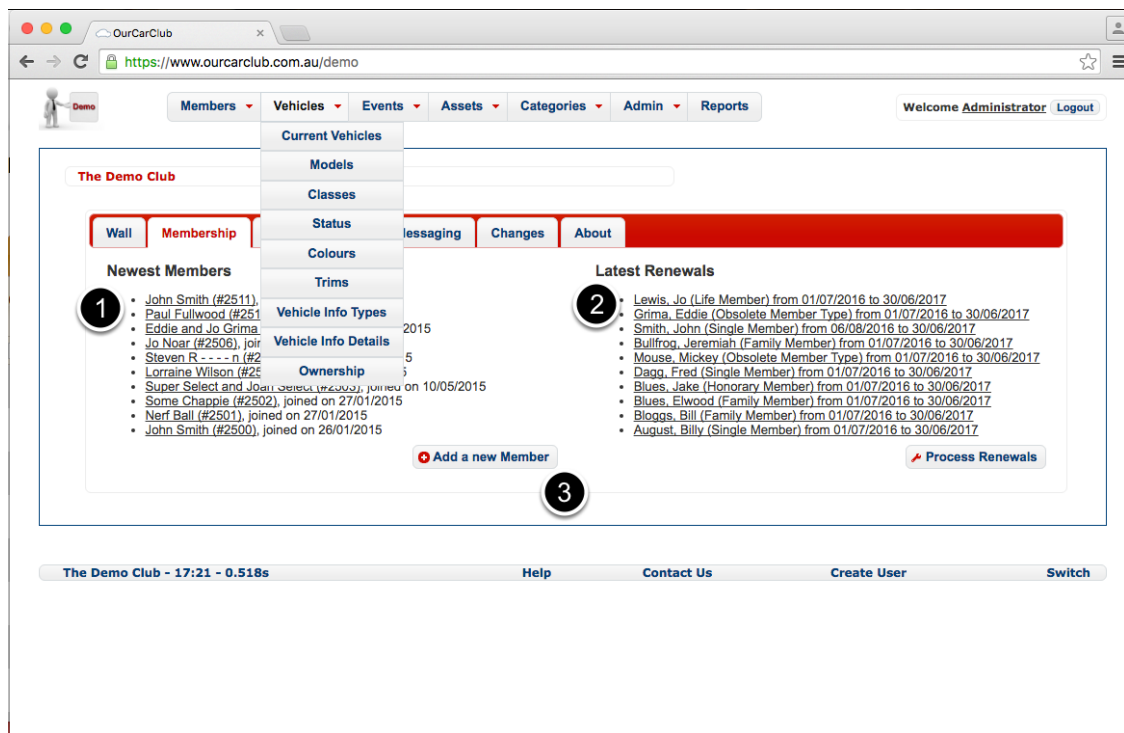 OurCarClub
https://www.ourcarclub.com.au/demo
Demo
Members Vehicles Events Assets Categories Admin Reports
Welcome Administrator Logout
Current Vehicles
Models
Classes
Status
Colours
Trims
Vehicle Info Types
Vehicle Info Details
Ownership
The Demo Club
Wall Membership essaging Changes About
Newest Members
1
John Smith (#2511),
Paul Fullwood (#251
Eddie and Jo Grima 2015
Jo Noar (#2506), joir
Steven R - - - - n (#2 5
Lorraine Wilson (#25
Super Select and Joan Select (#2503), joined on 10/05/2015
Some Chappie (#2502), joined on 27/01/2015
Nerf Ball (#2501), joined on 27/01/2015
John Smith (#2500), joined on 26/01/2015
Add a new Member
Latest Renewals
2
Lewis, Jo (Life Member) from 01/07/2016 to 30/06/2017
Grima, Eddie (Obsolete Member Type) from 01/07/2016 to 30/06/2017
Smith, John (Single Member) from 06/08/2016 to 30/06/2017
Bullfrog, Jeremiah (Family Member) from 01/07/2016 to 30/06/2017
Mouse, Mickey (Obsolete Member Type) from 01/07/2016 to 30/06/2017
Dagg, Fred (Single Member) from 01/07/2016 to 30/06/2017
Blues, Jake (Honorary Member) from 01/07/2016 to 30/06/2017
Blues, Elwood (Family Member) from 01/07/2016 to 30/06/2017
Bloggs, Bill (Family Member) from 01/07/2016 to 30/06/2017
August, Billy (Single Member) from 01/07/2016 to 30/06/2017
Process Renewals
3
The Demo Club - 17:21 - 0.518s Help Contact Us Create User Switch